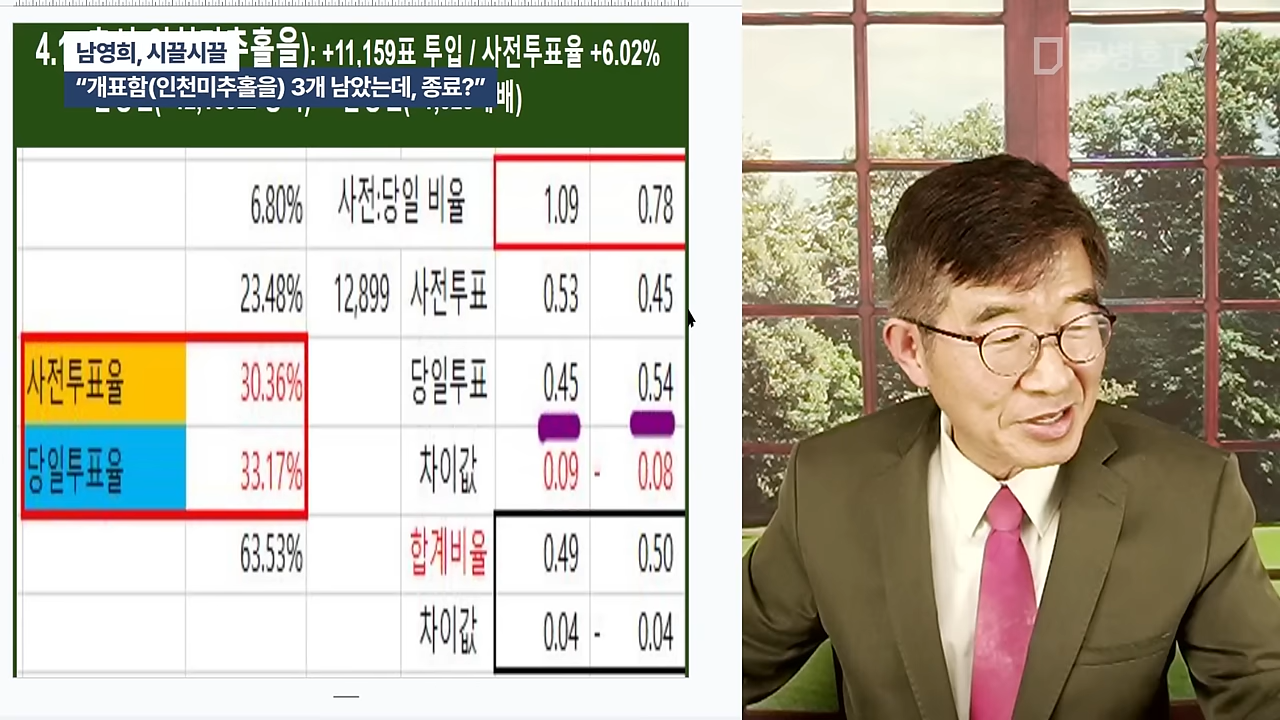 남영희, 시끌시끌
“개표함(인천미추홀을) 3개 남았는데, 종료?”
추홀을): +11,159표 투입 / 사전투표율 +6.02%
공병호TV
6.80% 사전:당일 비율 1.09 0.78
23.48% 12,899 사전투표 0.53 0.45
사전투표율 30.36% 당일투표 0.45 0.54
당일투표율 33.17% 차이값 0.09 - 0.08
63.53% 합계비율 0.49 0.50
차이값 0.04 - 0.04